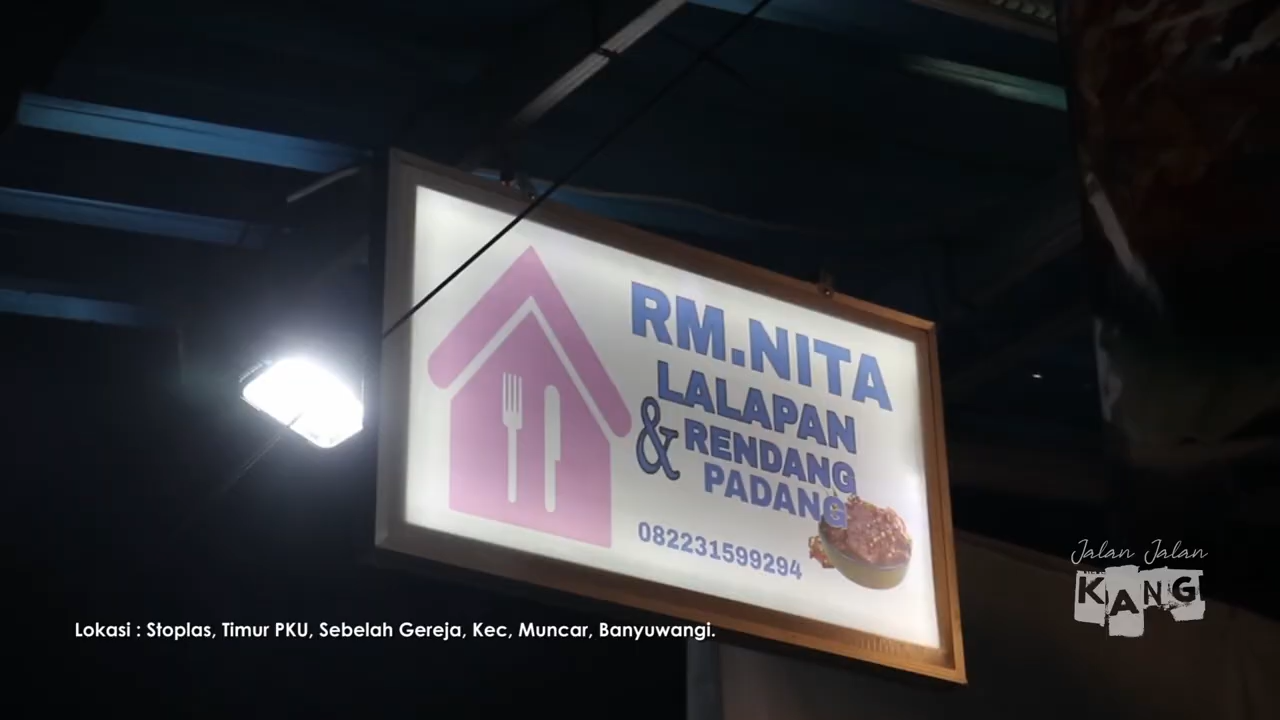 RM.NITA
LALAPAN
& RENDANG
PADANG
082231599294
Jalan Jalan
KANG
Lokasi : Stoplas, Timur PKU, Sebelah Gereja, Kec, Muncar, Banyuwangi.